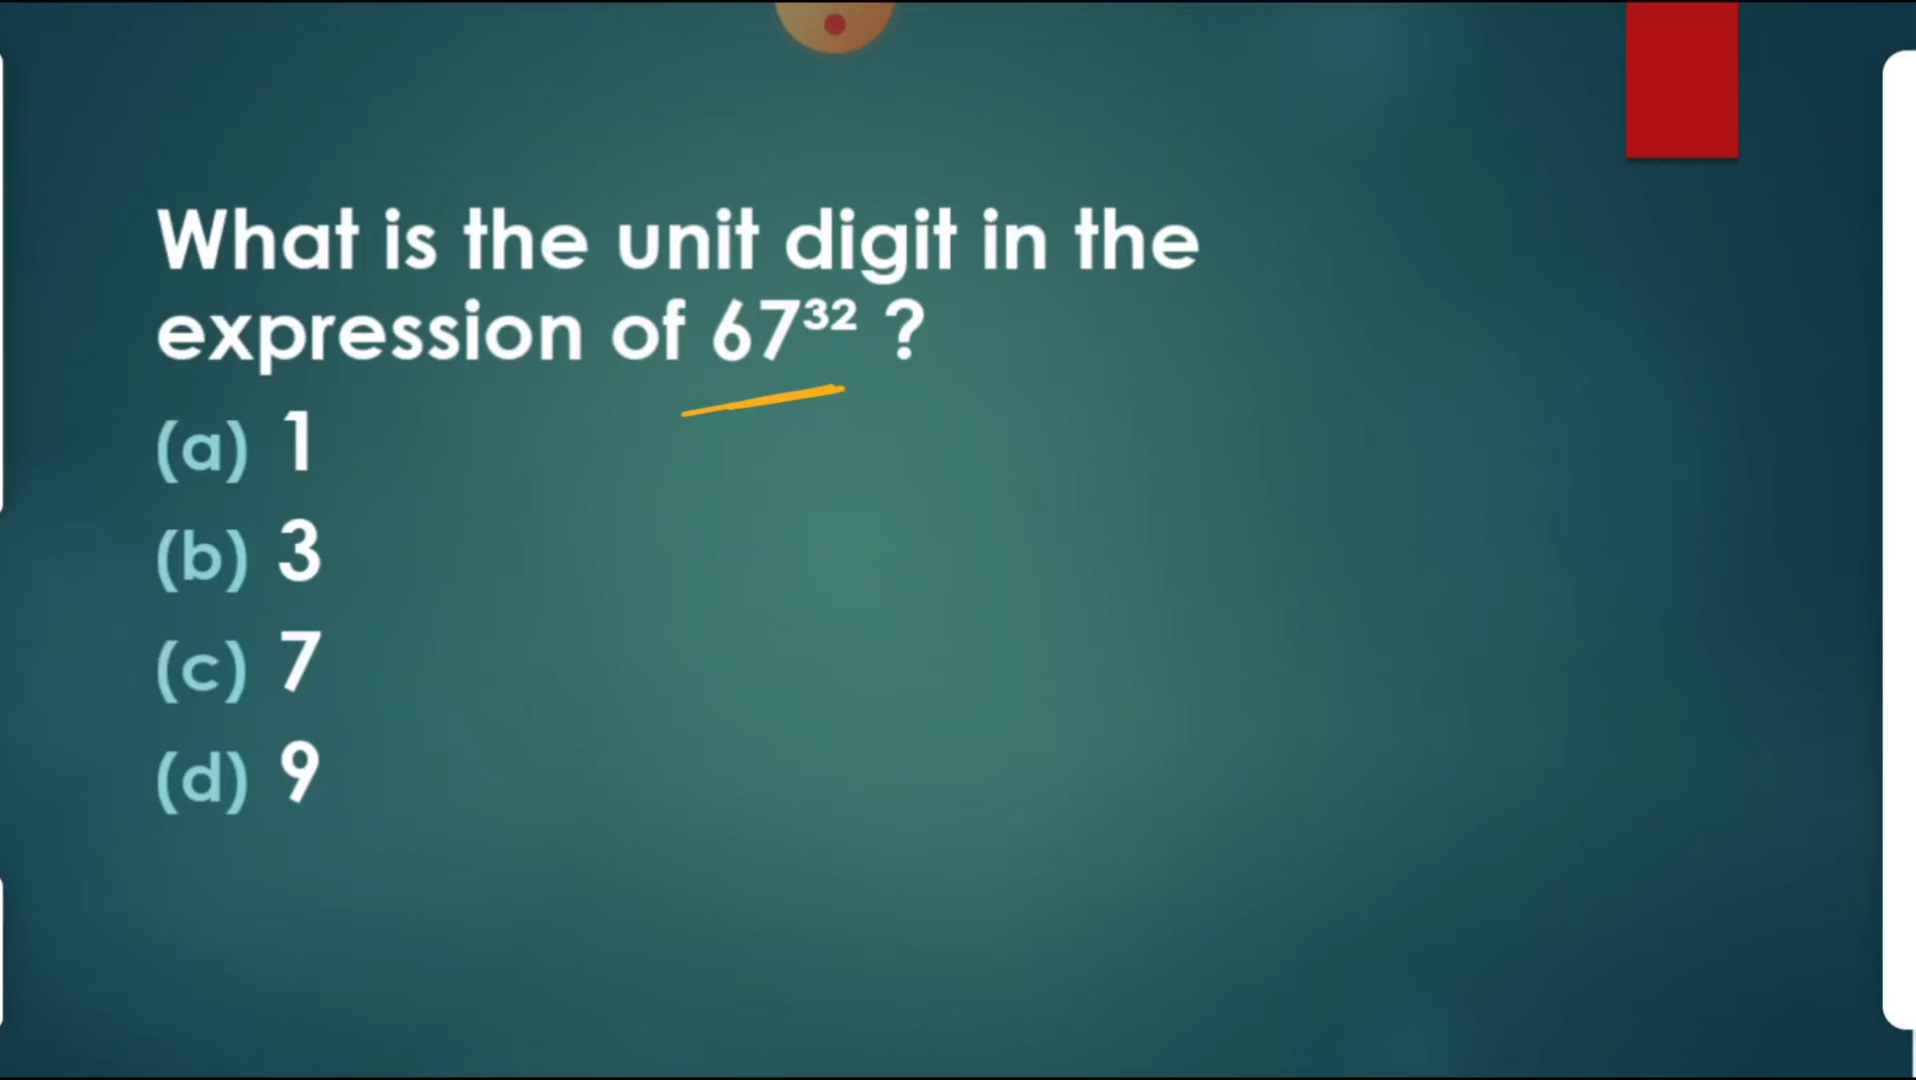 What is the unit digit in the
expression of 67³² ?
(a) 1
(b) 3
(c) 7
(d) 9